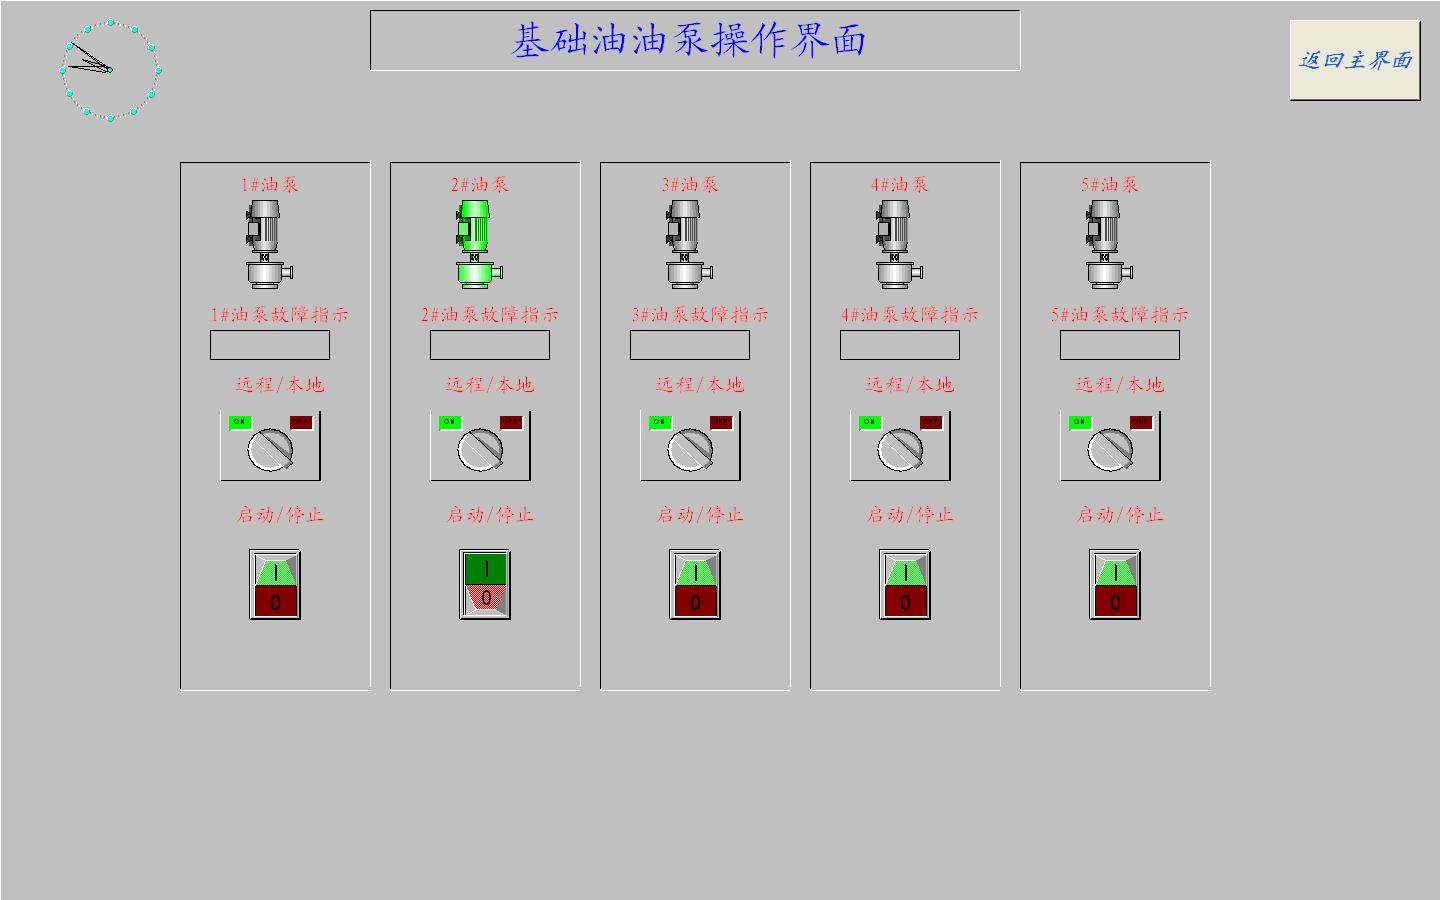 基础油油泵操作界面
返回主界面
1#油泵
2#油泵
3#油泵
4#油泵
5#油泵
1#油泵故障指示
2#油泵故障指示
3#油泵故障指示
4#油泵故障指示
5#油泵故障指示
远程/本地
远程/本地
远程/本地
远程/本地
远程/本地
ON OFF
ON OFF
ON OFF
ON OFF
ON OFF
启动/停止
启动/停止
启动/停止
启动/停止
启动/停止
I
I
I
I
I
0
0
0
0
0